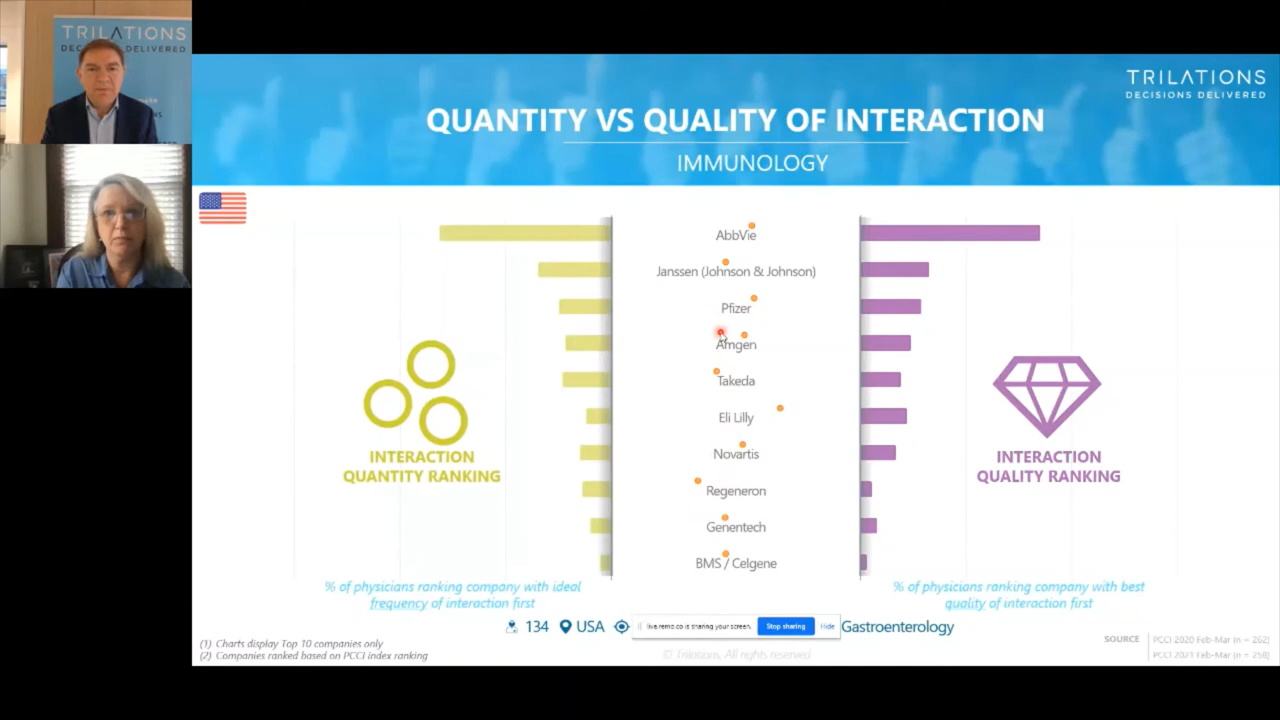 TRILATIONS
DECISIONS DELIVERED
QUANTITY VS QUALITY OF INTERACTION
IMMUNOLOGY
AbbVie
Janssen (Johnson & Johnson)
Pfizer
Amgen
Takeda
Eli Lilly
Novartis
Regeneron
Genentech
BMS / Celgene
INTERACTION
QUANTITY RANKING
INTERACTION
QUALITY RANKING
% of physicians ranking company with ideal
frequency of interaction first
% of physicians ranking company with best
quality of interaction first
134 USA
live.remo.co is sharing your screen. Stop sharing Hide
Gastroenterology
(1) Charts display Top 10 companies only
(2) Companies ranked based on PCCI index ranking
© Trilations, All rights reserved
SOURCE
PCCI 2020 Feb-Mar (n = 262)
PCCI 2021 Feb-Mar (n = 258)
TRILATIONS